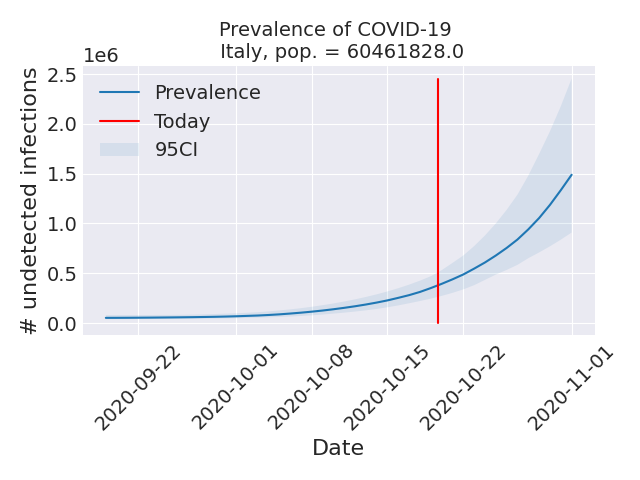 Prevalence of COVID-19
Italy, pop. = 60461828.0
1e6
2.5
2.0
1.5
1.0
0.5
0.0
# undetected infections
Prevalence
Today
95CI
2020-09-22
2020-10-01
2020-10-08
2020-10-15
2020-10-22
2020-11-01
Date